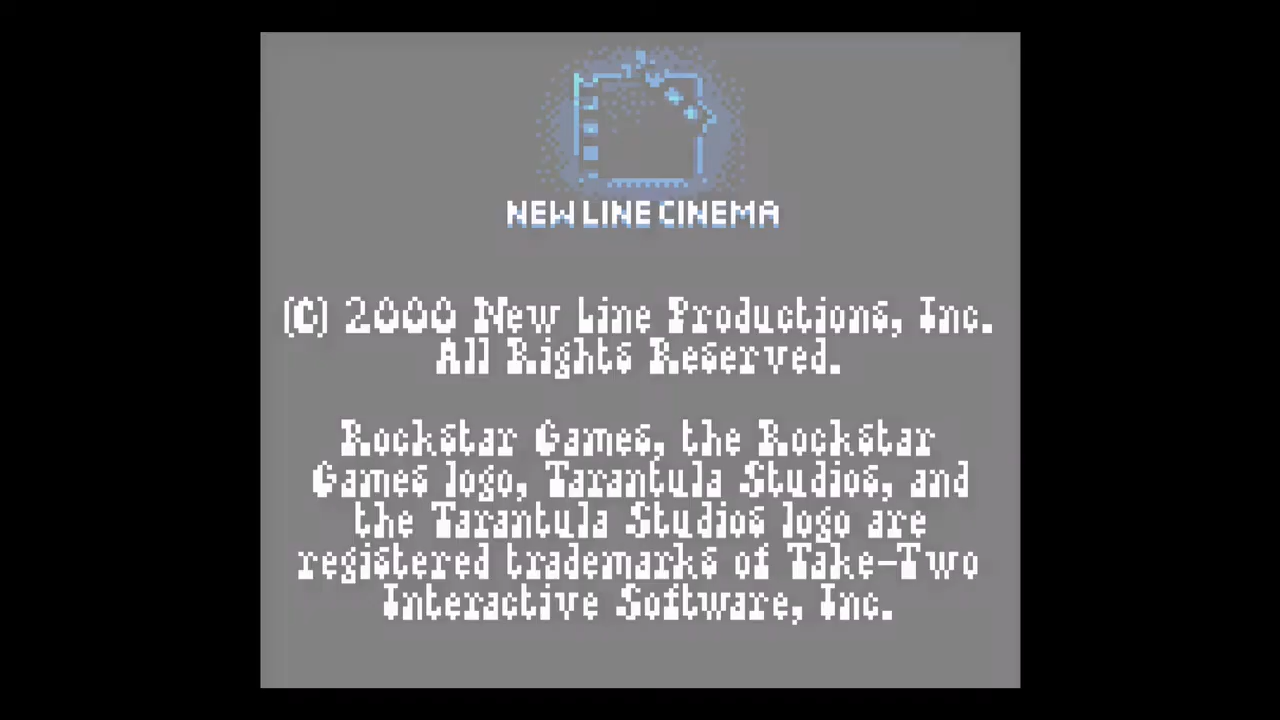 NEW LINE CINEMA
(C) 2000 New Line Productions, Inc.
All Rights Reserved.
Rockstar Games, the Rockstar
Games logo, Tarantula Studios, and
the Tarantula Studios logo are
registered trademarks of Take-Two
Interactive Software, Inc.